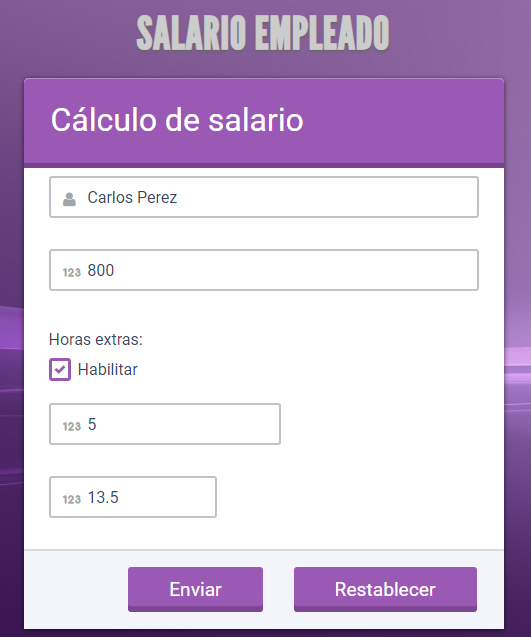 SALARIO EMPLEADO
Cálculo de salario
Carlos Perez
123 800
Horas extras:
Habilitar
123 5
123 13.5
Enviar Restablecer